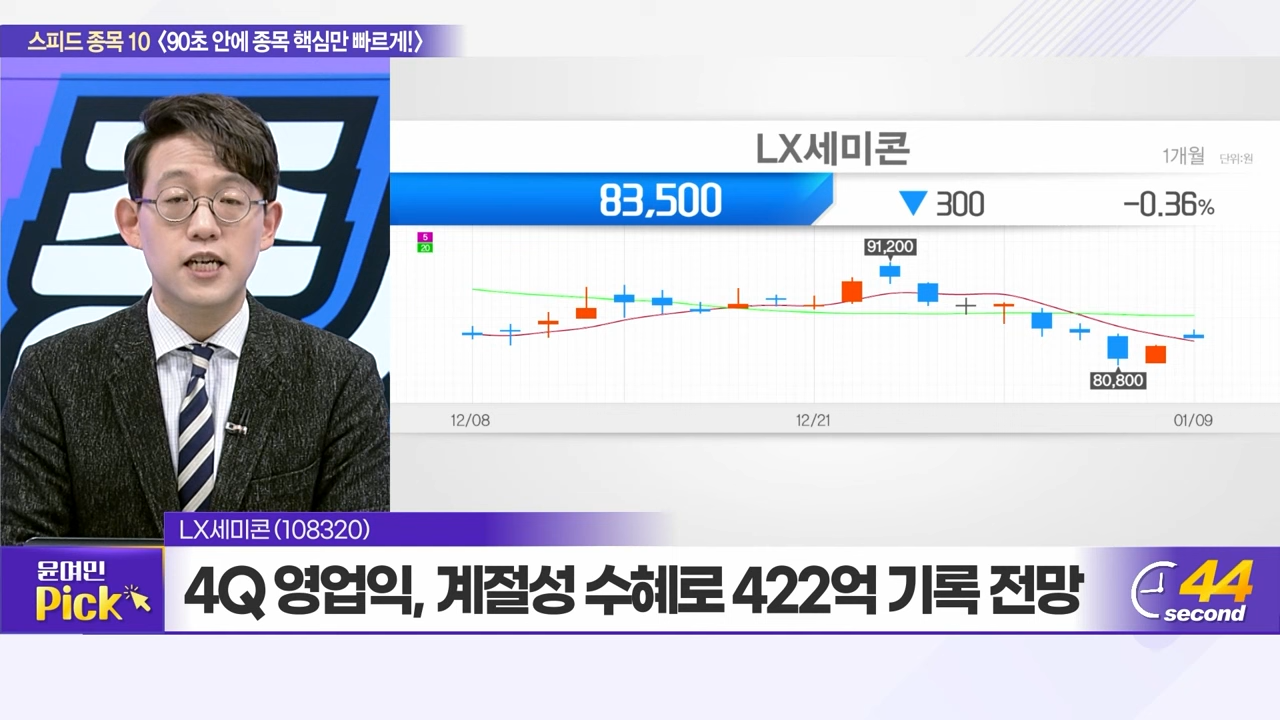 스피드 종목 10 〈90초 안에 종목 핵심만 빠르게!〉
LX세미콘
1개월 단위:원
83,500 ▼ 300 -0.36%
5
20
91,200
80,800
12/08 12/21 01/09
LX세미콘(108320)
윤여민
Pick
4Q 영업익, 계절성 수혜로 422억 기록 전망
44
second